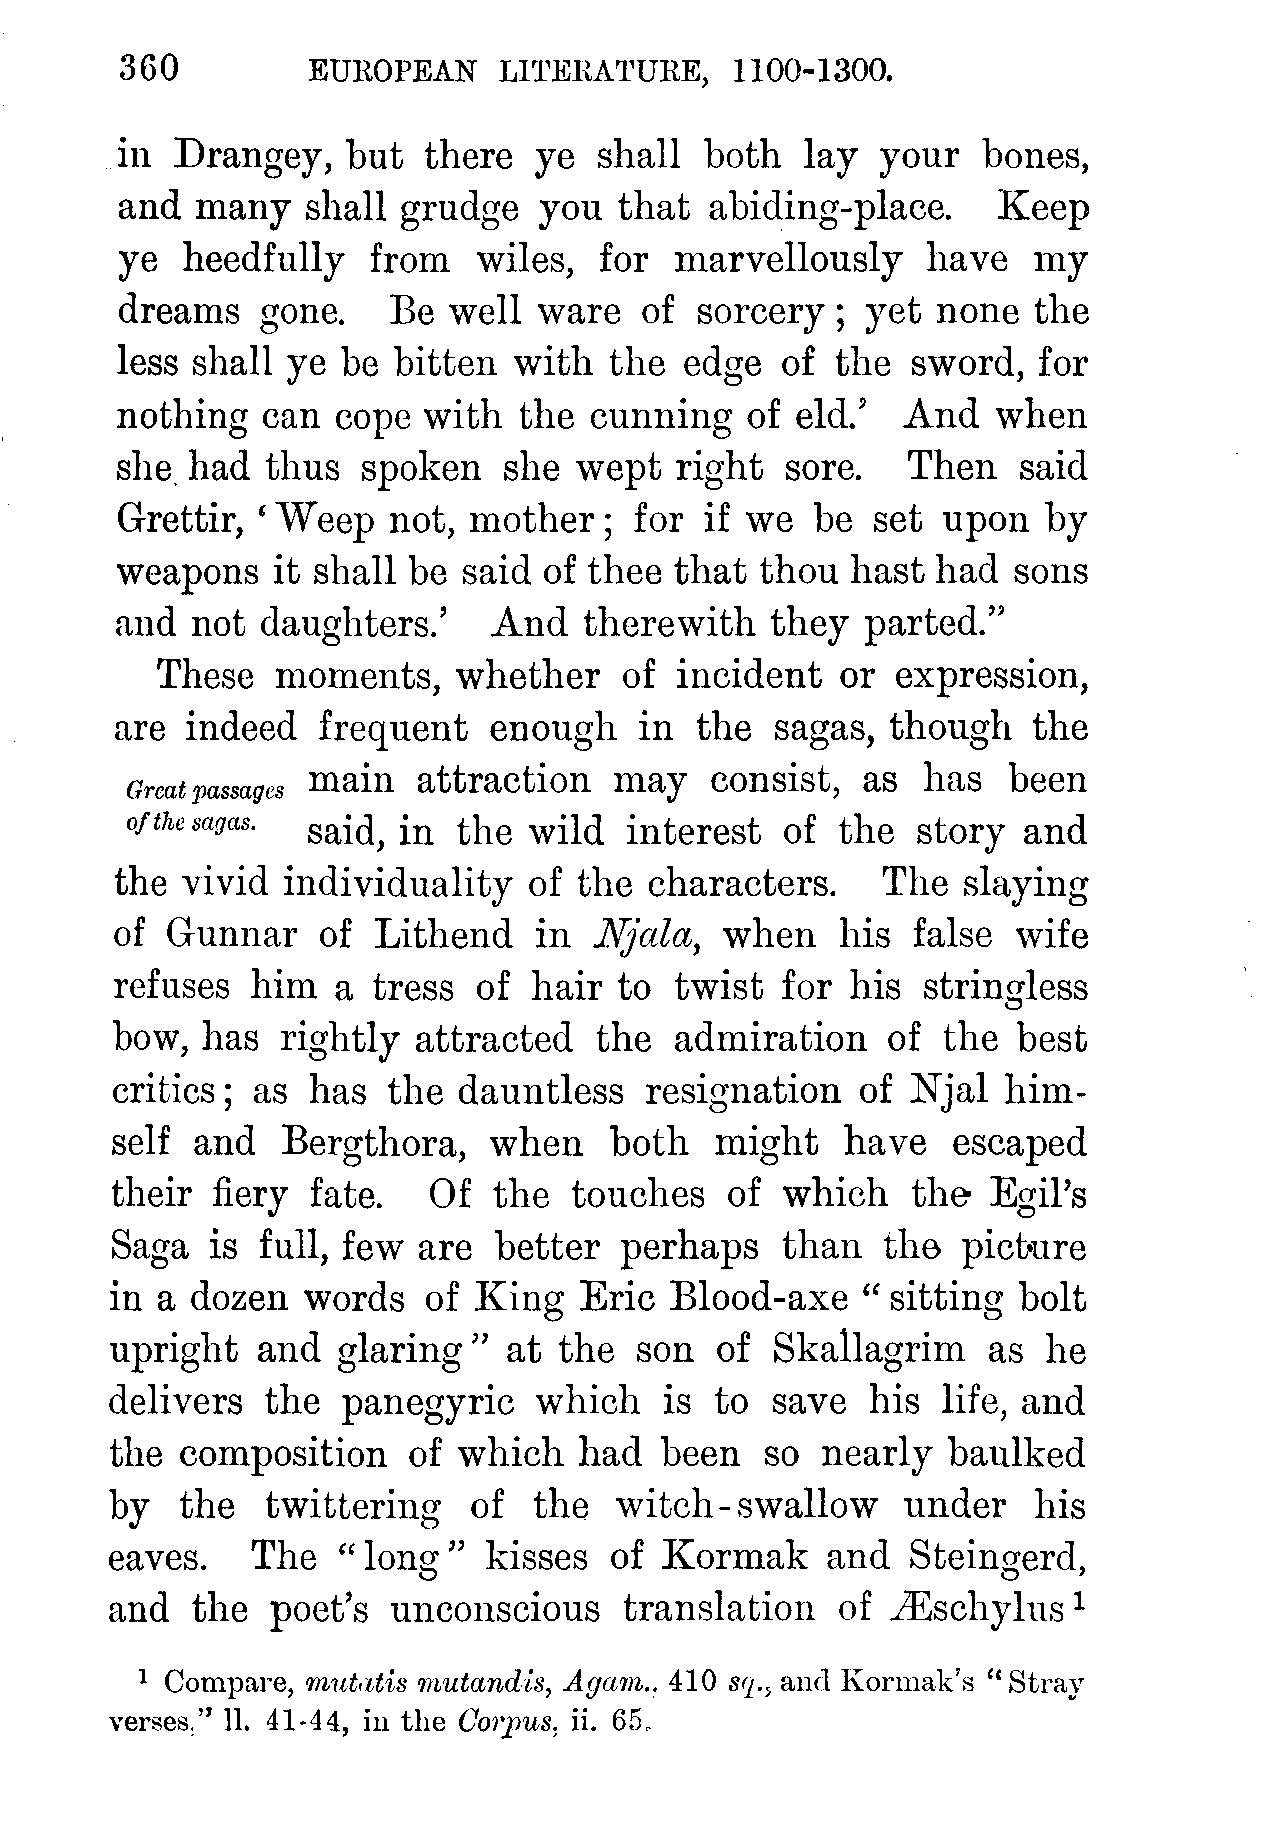 360 EUROPEAN LITERATURE, 1100-1300.
in Drangey, but there ye shall both lay your bones,
and many shall grudge you that abiding-place. Keep
ye heedfully from wiles, for marvellously have my
dreams gone. Be well ware of sorcery; yet none the
less shall ye be bitten with the edge of the sword, for
nothing can cope with the cunning of eld.' And when
she had thus spoken she wept right sore. Then said
Grettir, 'Weep not, mother; for if we be set upon by
weapons it shall be said of thee that thou hast had sons
and not daughters.' And therewith they parted."
These moments, whether of incident or expression,
are indeed frequent enough in the sagas, though the
Great passages main attraction may consist, as has been
of the sagas. said, in the wild interest of the story and
the vivid individuality of the characters. The slaying
of Gunnar of Lithend in Njala, when his false wife
refuses him a tress of hair to twist for his stringless
bow, has rightly attracted the admiration of the best
critics; as has the dauntless resignation of Njal him-
self and Bergthora, when both might have escaped
their fiery fate. Of the touches of which the Egil's
Saga is full, few are better perhaps than the picture
in a dozen words of King Eric Blood-axe "sitting bolt
upright and glaring" at the son of Skallagrim as he
delivers the panegyric which is to save his life, and
the composition of which had been so nearly baulked
by the twittering of the witch-swallow under his
eaves. The "long" kisses of Kormak and Steingerd,
and the poet's unconscious translation of Æschylus¹
¹ Compare, mutatis mutandis, Agam., 410 sq., and Kormak's "Stray
verses," ll. 41-44, in the Corpus, ii. 65.